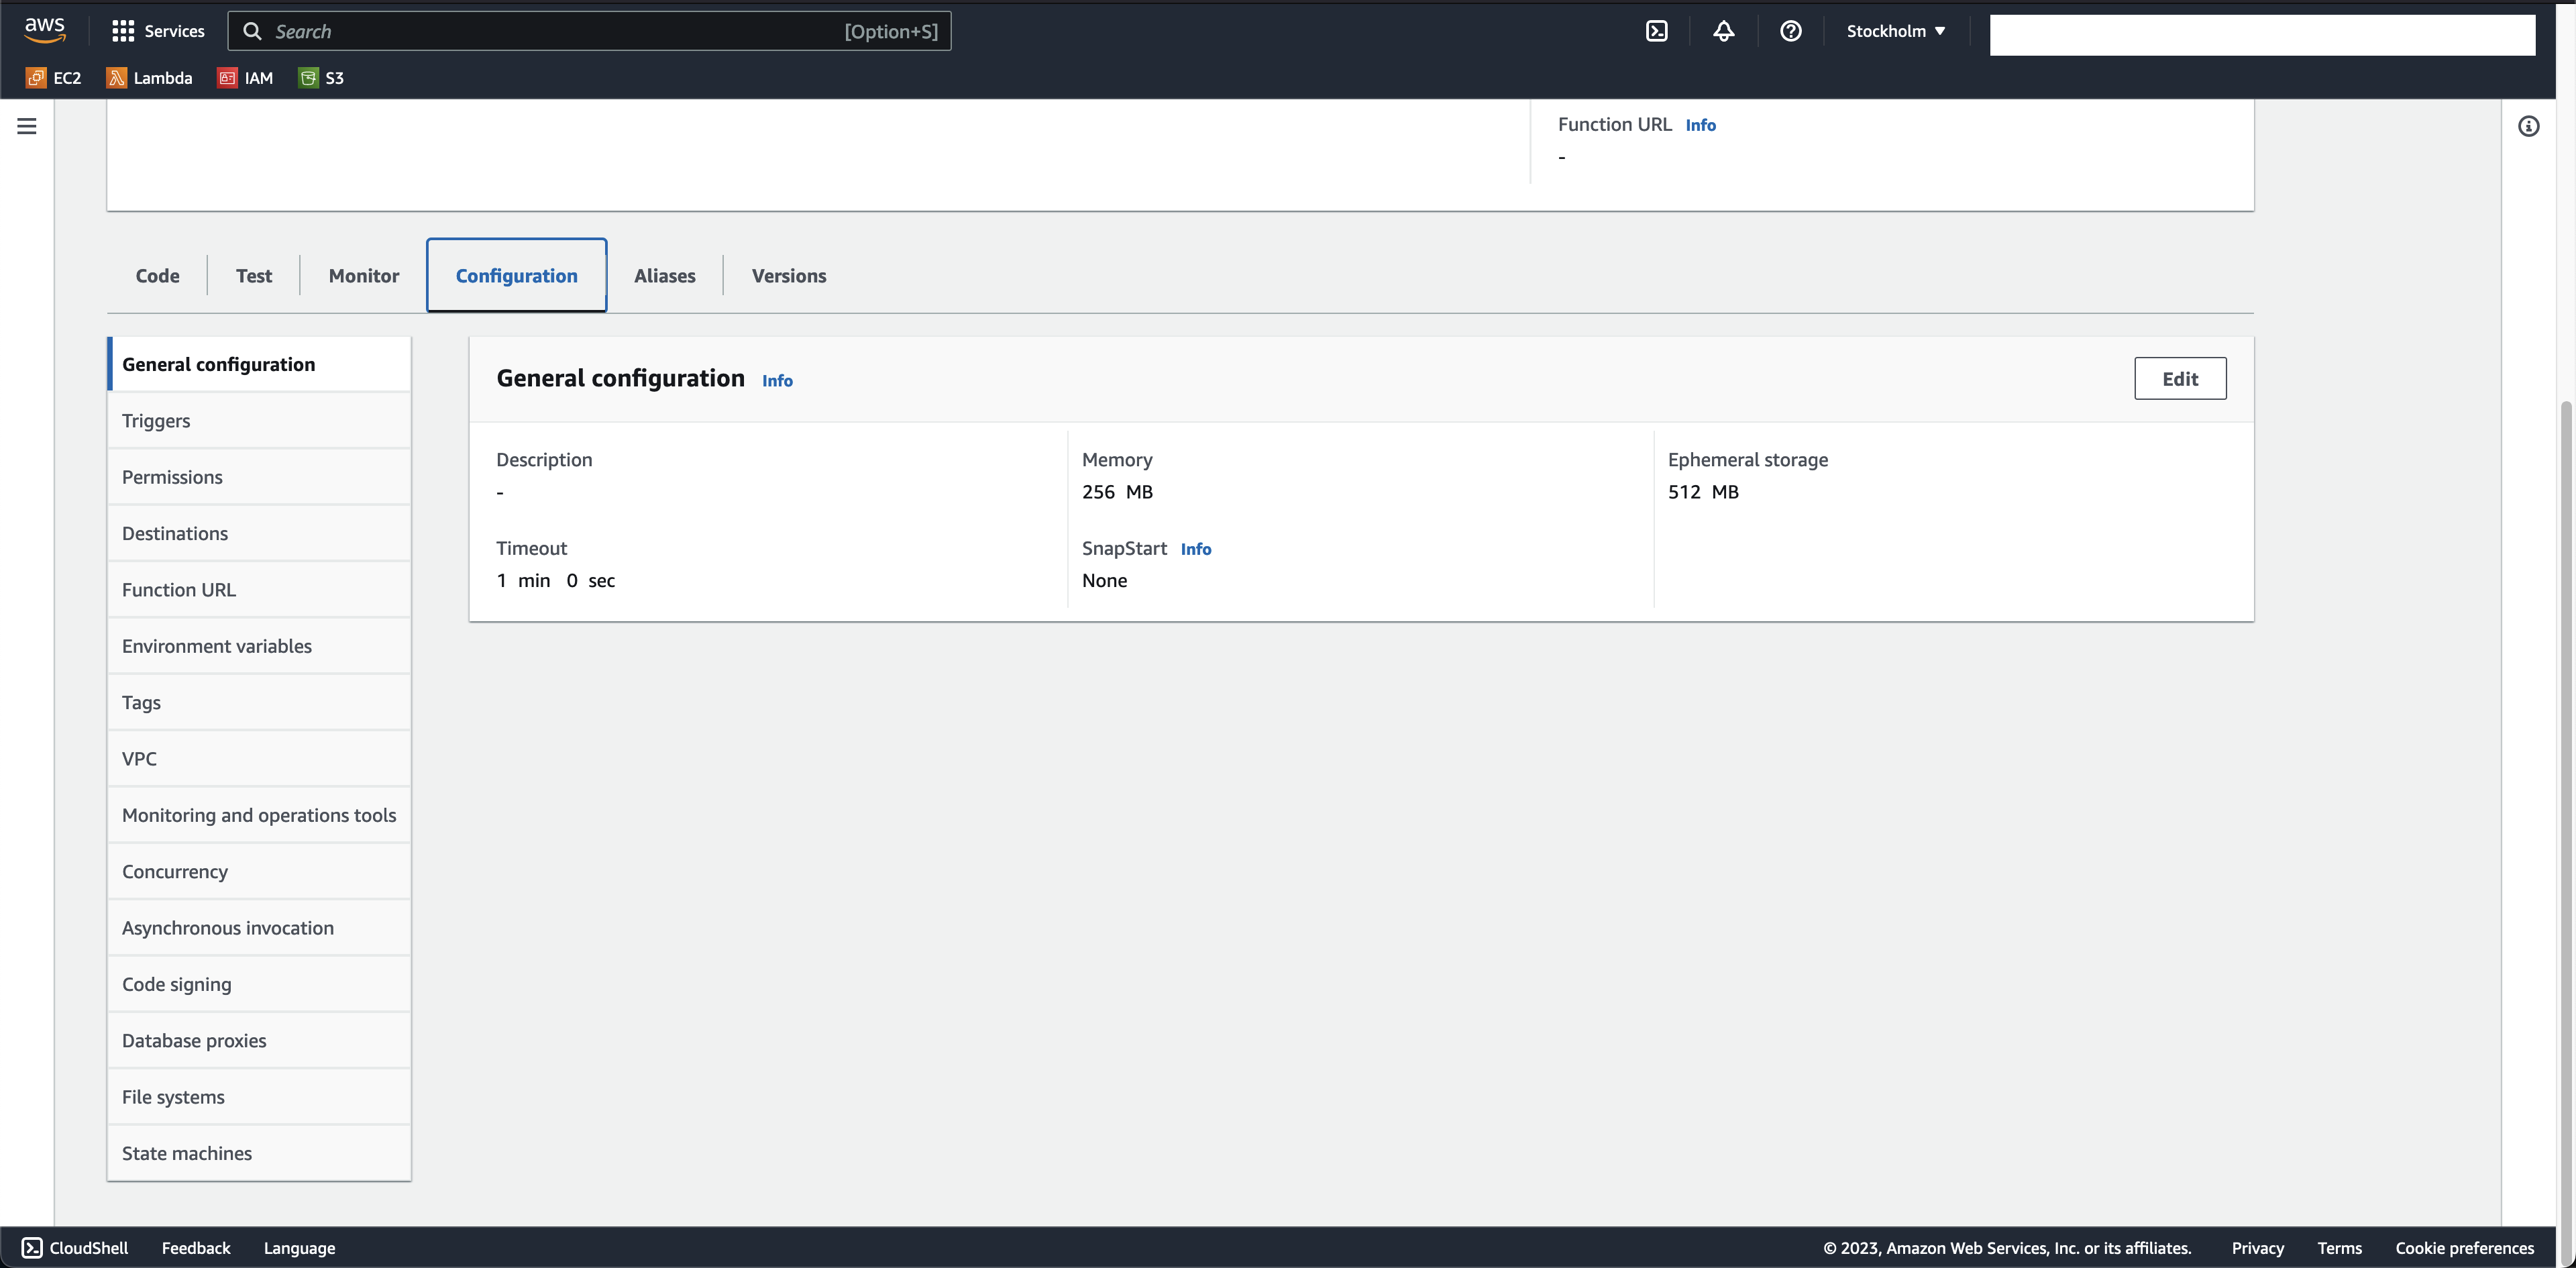 aws
Services
Search
[Option+S]
Stockholm ▼
EC2
Lambda
IAM
S3
Function URL Info
-
Code
Test
Monitor
Configuration
Aliases
Versions
General configuration
Triggers
Permissions
Destinations
Function URL
Environment variables
Tags
VPC
Monitoring and operations tools
Concurrency
Asynchronous invocation
Code signing
Database proxies
File systems
State machines
General configuration Info
Edit
Description
-
Memory
256 MB
Ephemeral storage
512 MB
Timeout
1 min 0 sec
SnapStart Info
None
CloudShell
Feedback
Language
© 2023, Amazon Web Services, Inc. or its affiliates.
Privacy
Terms
Cookie preferences